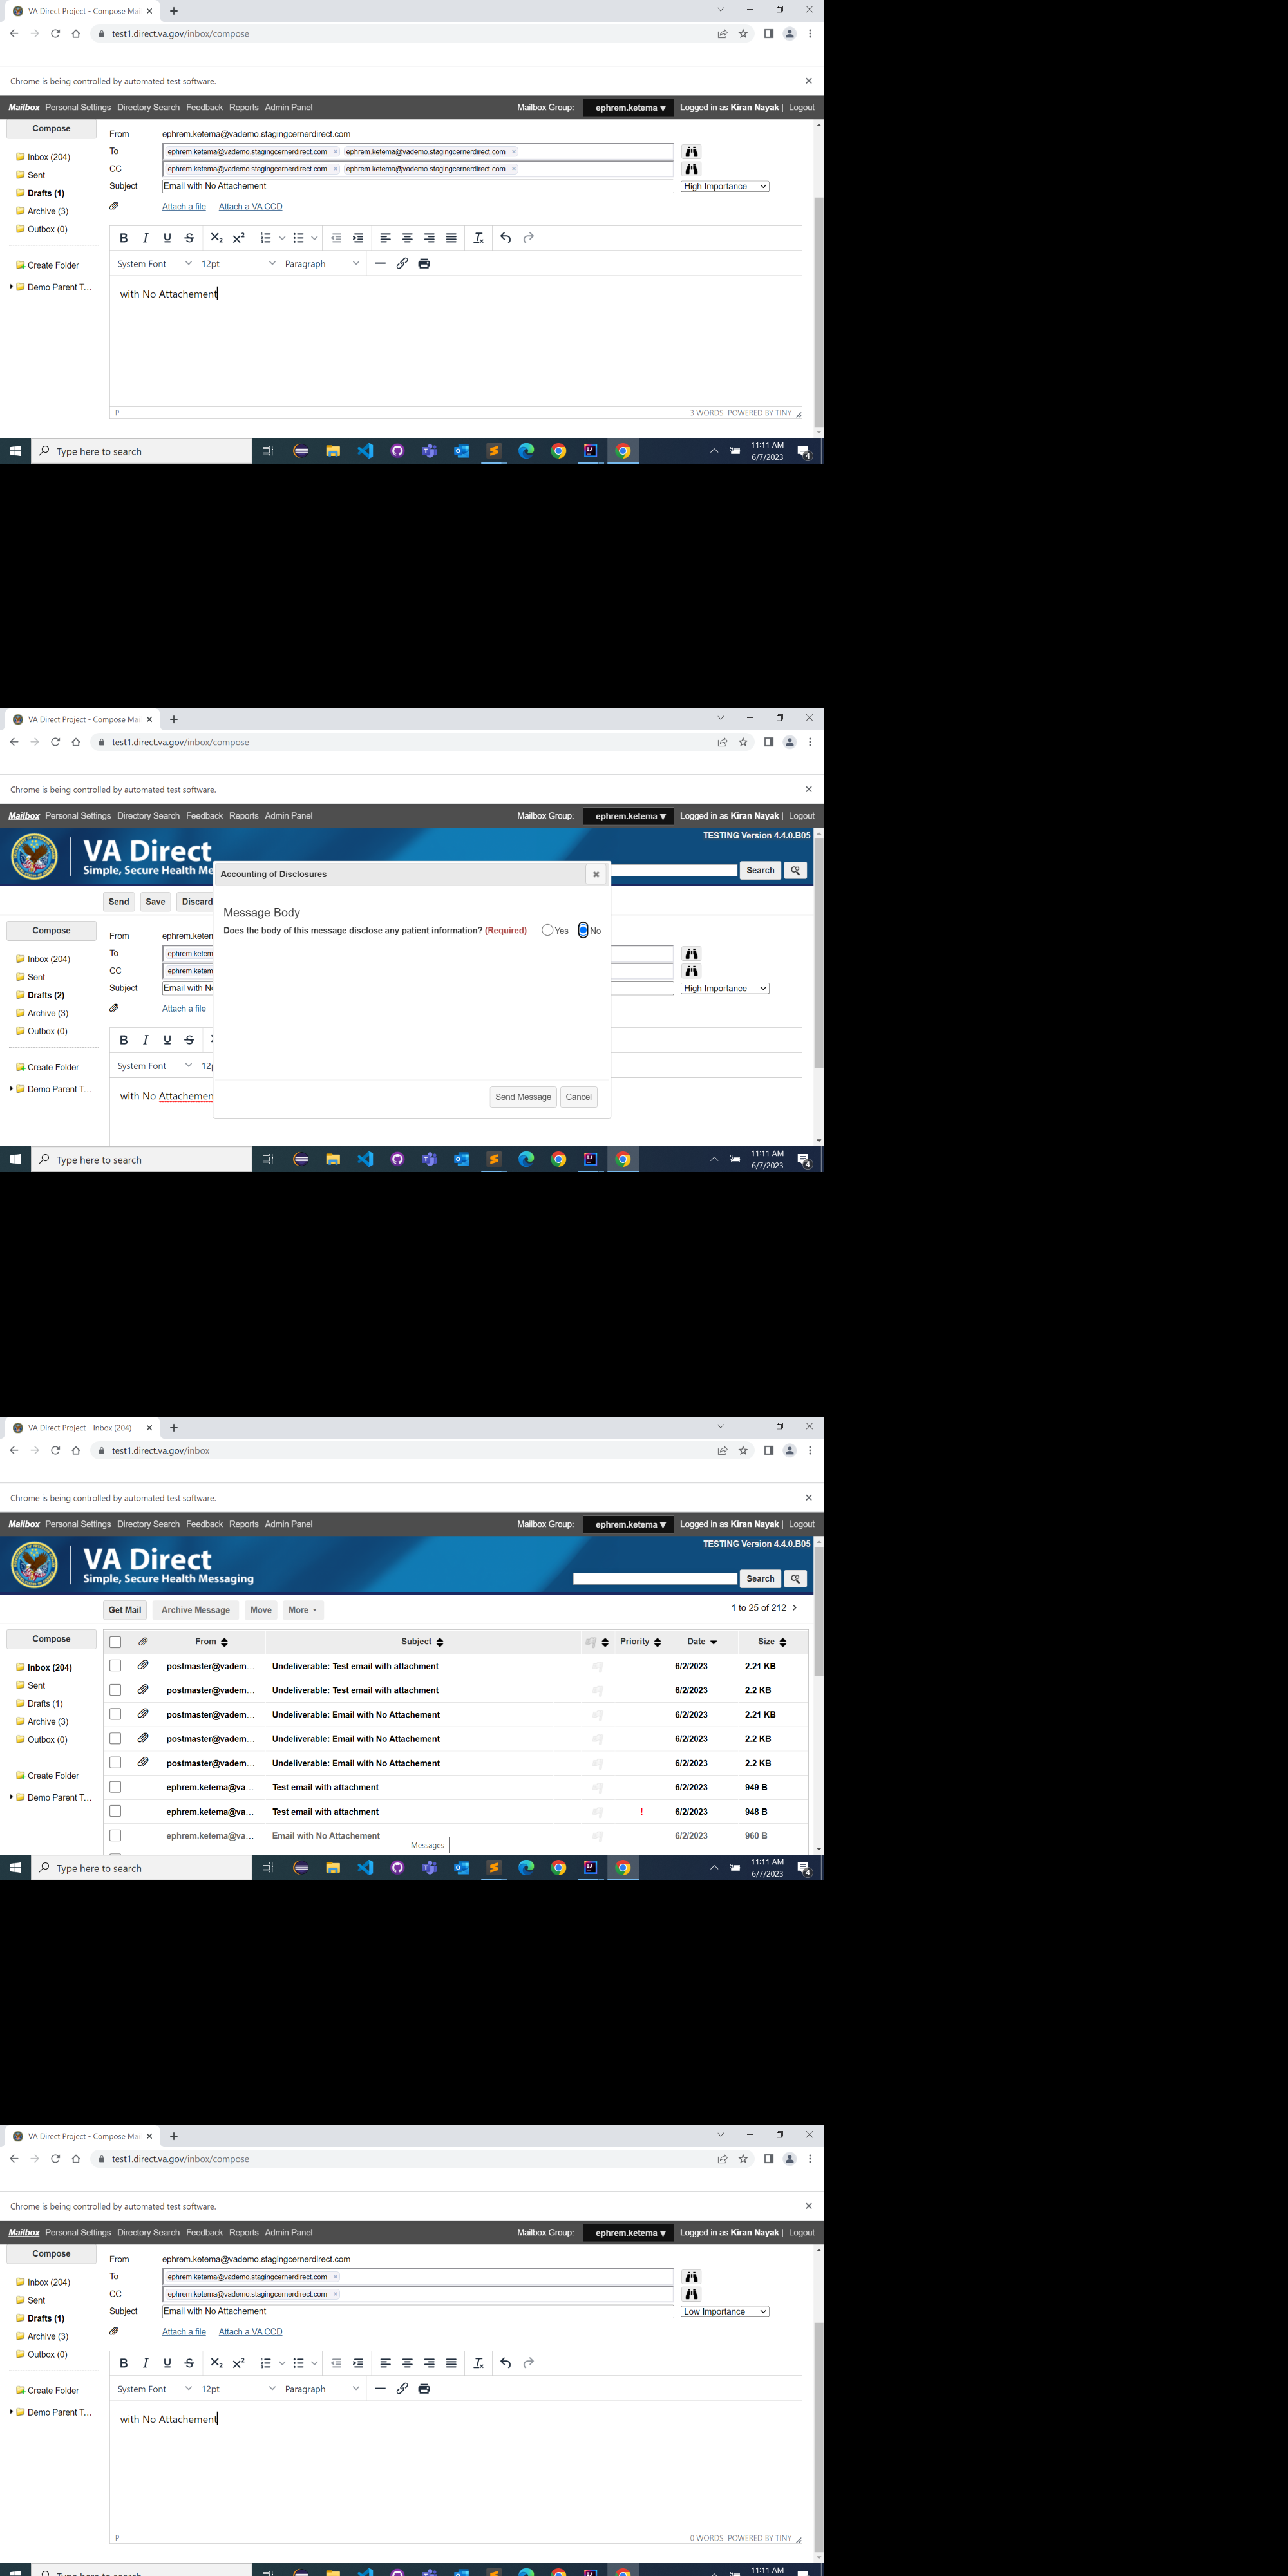 VA Direct Project - Compose Ma
test1.direct.va.gov/inbox/compose
Chrome is being controlled by automated test software.
Mailbox Personal Settings Directory Search Feedback Reports Admin Panel Mailbox Group: ephrem.ketema ▼ Logged in as Kiran Nayak | Logout
Compose
From ephrem.ketema@vademo.stagingcernerdirect.com
To ephrem.ketema@vademo.stagingcernerdirect.com × ephrem.ketema@vademo.stagingcernerdirect.com ×
Inbox (204)
CC ephrem.ketema@vademo.stagingcernerdirect.com × ephrem.ketema@vademo.stagingcernerdirect.com ×
Sent
Subject Email with No Attachement High Importance
Drafts (1)
Attach a file Attach a VA CCD
Archive (3)
Outbox (0)
B I U S X₂ X²
System Font 12pt Paragraph
Create Folder
Demo Parent T...
with No Attachement
P 3 WORDS POWERED BY TINY
Type here to search
11:11 AM
6/7/2023
4
VA Direct Project - Compose Ma
test1.direct.va.gov/inbox/compose
Chrome is being controlled by automated test software.
Mailbox Personal Settings Directory Search Feedback Reports Admin Panel Mailbox Group: ephrem.ketema ▼ Logged in as Kiran Nayak | Logout
TESTING Version 4.4.0.B05
VA Direct
Simple, Secure Health Me
Search
Accounting of Disclosures
Send Save Discard
Message Body
Does the body of this message disclose any patient information? (Required) Yes No
Compose
From ephrem.keten
To ephrem.ketem
Inbox (204)
CC ephrem.ketem
Sent
Subject Email with No High Importance
Drafts (2)
Attach a file
Archive (3)
Outbox (0)
B I U S
System Font 12p
Create Folder
Demo Parent T...
with No Attachemen
Send Message Cancel
Type here to search
11:11 AM
6/7/2023
4
VA Direct Project - Inbox (204)
test1.direct.va.gov/inbox
Chrome is being controlled by automated test software.
Mailbox Personal Settings Directory Search Feedback Reports Admin Panel Mailbox Group: ephrem.ketema ▼ Logged in as Kiran Nayak | Logout
TESTING Version 4.4.0.B05
VA Direct
Simple, Secure Health Messaging
Search
Get Mail Archive Message Move More 1 to 25 of 212
Compose
From Subject Priority Date Size
Inbox (204)
Sent
Drafts (1)
Archive (3)
Outbox (0)
Create Folder
Demo Parent T...
postmaster@vadem... Undeliverable: Test email with attachment 6/2/2023 2.21 KB
postmaster@vadem... Undeliverable: Test email with attachment 6/2/2023 2.2 KB
postmaster@vadem... Undeliverable: Email with No Attachement 6/2/2023 2.21 KB
postmaster@vadem... Undeliverable: Email with No Attachement 6/2/2023 2.2 KB
postmaster@vadem... Undeliverable: Email with No Attachement 6/2/2023 2.2 KB
ephrem.ketema@va... Test email with attachment 6/2/2023 949 B
ephrem.ketema@va... Test email with attachment ! 6/2/2023 948 B
ephrem.ketema@va... Email with No Attachement 6/2/2023 960 B
Messages
Type here to search
11:11 AM
6/7/2023
4
VA Direct Project - Compose Ma
test1.direct.va.gov/inbox/compose
Chrome is being controlled by automated test software.
Mailbox Personal Settings Directory Search Feedback Reports Admin Panel Mailbox Group: ephrem.ketema ▼ Logged in as Kiran Nayak | Logout
Compose
From ephrem.ketema@vademo.stagingcernerdirect.com
To ephrem.ketema@vademo.stagingcernerdirect.com ×
Inbox (204)
CC ephrem.ketema@vademo.stagingcernerdirect.com ×
Sent
Subject Email with No Attachement Low Importance
Drafts (1)
Attach a file Attach a VA CCD
Archive (3)
Outbox (0)
B I U S X₂ X²
System Font 12pt Paragraph
Create Folder
Demo Parent T...
with No Attachement
P 0 WORDS POWERED BY TINY
Type here to search
11:11 AM